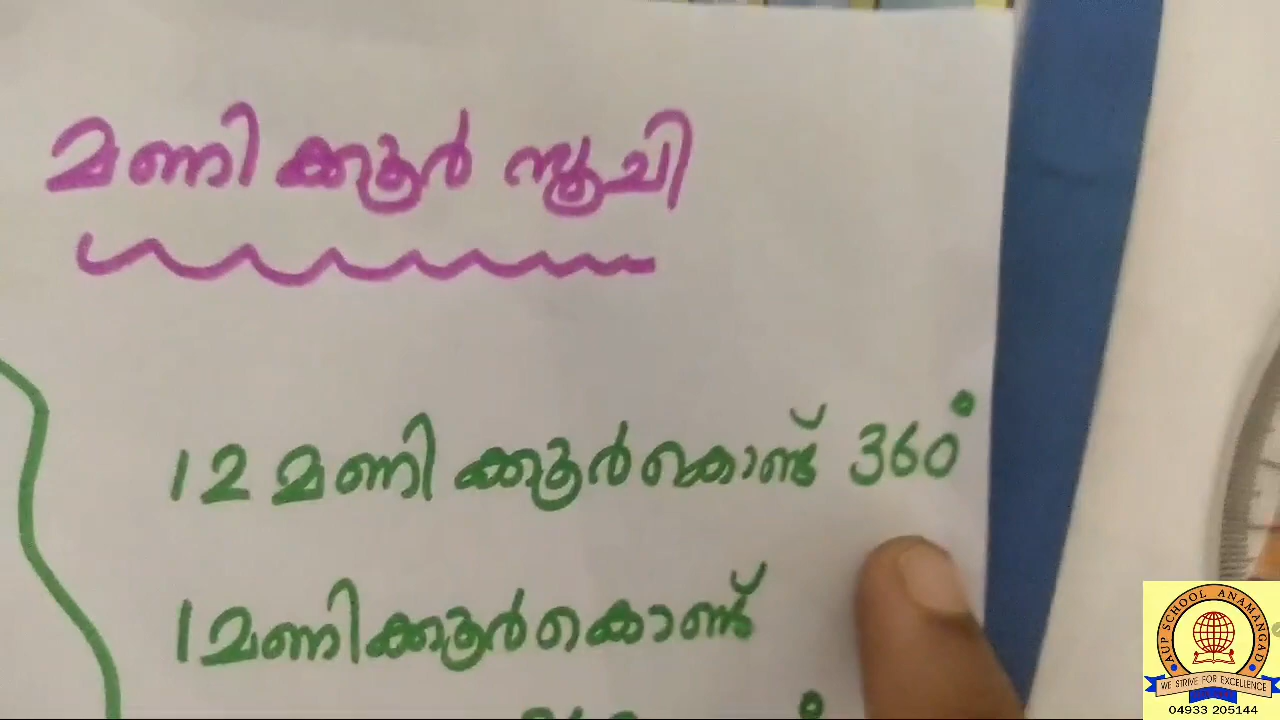 മണിക്കൂർ സൂചി
12 മണിക്കൂർകൊണ്ട് 360°
1 മണിക്കൂർകൊണ്ട്
AUP SCHOOL ANAMANGAD
WE STRIVE FOR EXCELLENCE
04933 205144